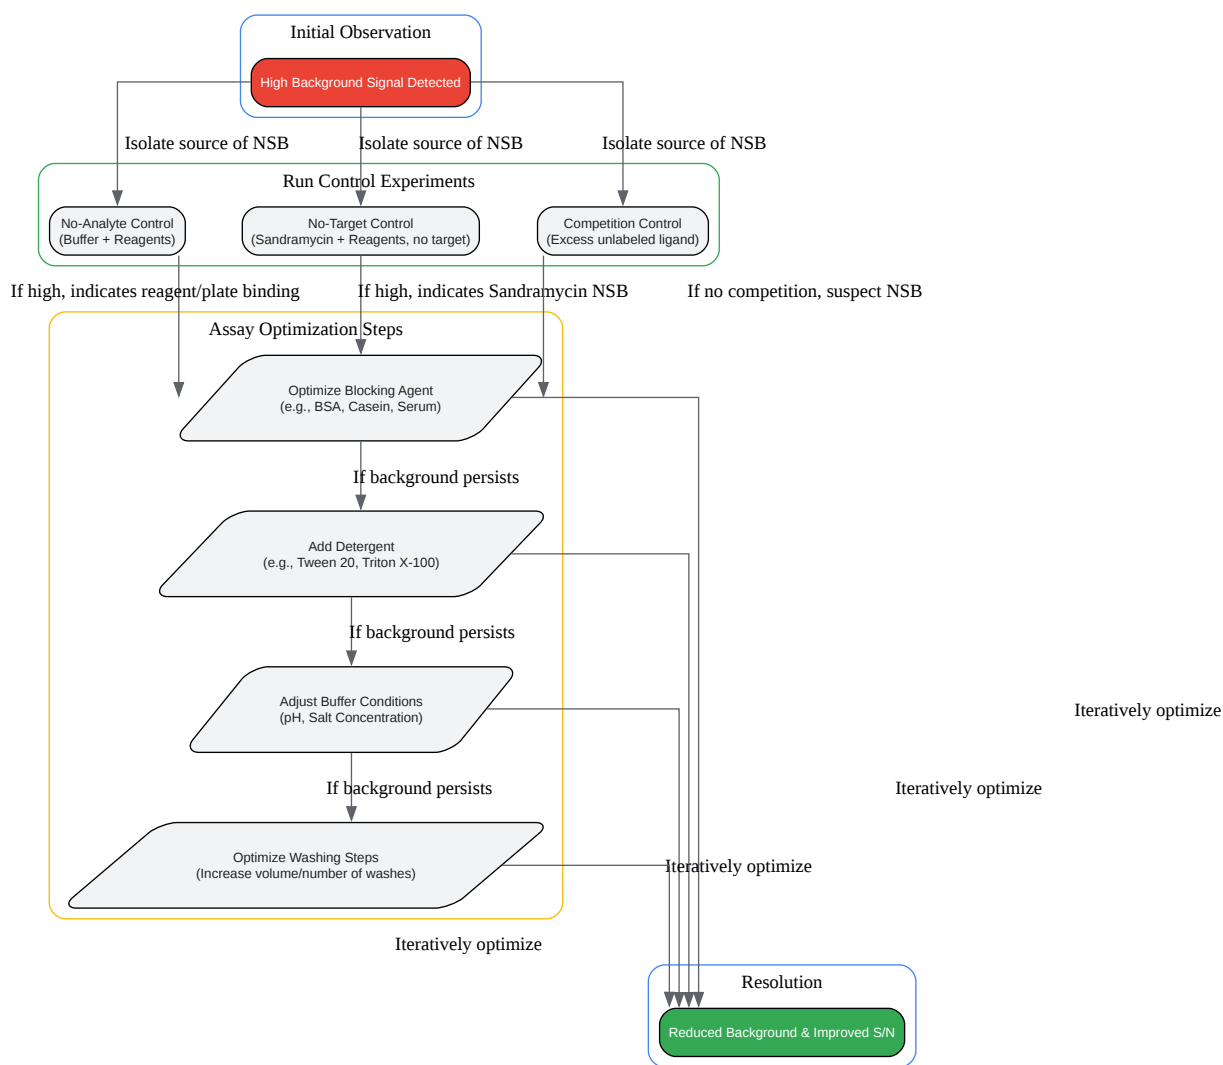 Initial Observation
High Background Signal Detected
Isolate source of NSB
Isolate source of NSB
Isolate source of NSB
Run Control Experiments
No-Analyte Control
(Buffer + Reagents)
No-Target Control
(Sandramycin + Reagents, no target)
Competition Control
(Excess unlabeled ligand)
If high, indicates reagent/plate binding
If high, indicates Sandramycin NSB
If no competition, suspect NSB
Assay Optimization Steps
Optimize Blocking Agent
(e.g., BSA, Casein, Serum)
If background persists
Add Detergent
(e.g., Tween 20, Triton X-100)
If background persists
Adjust Buffer Conditions
(pH, Salt Concentration)
Iteratively optimize
If background persists
Iteratively optimize
Optimize Washing Steps
(Increase volume/number of washes)
Iteratively optimize
Iteratively optimize
Resolution
Reduced Background & Improved S/N